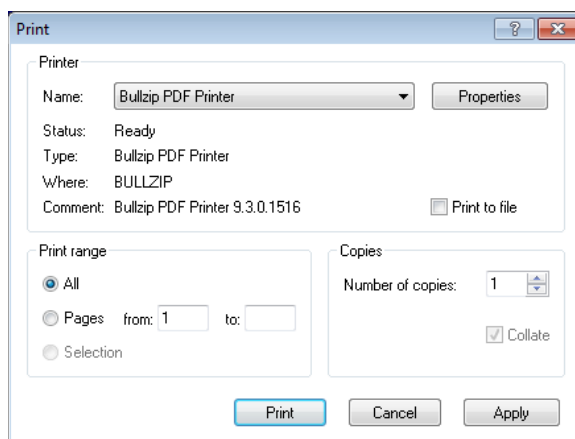 Print
Printer
Name: Bullzip PDF Printer Properties
Status: Ready
Type: Bullzip PDF Printer
Where: BULLZIP
Comment: Bullzip PDF Printer 9.3.0.1516 Print to file
Print range
All
Pages from: 1 to:
Selection
Copies
Number of copies: 1
Collate
Print Cancel Apply